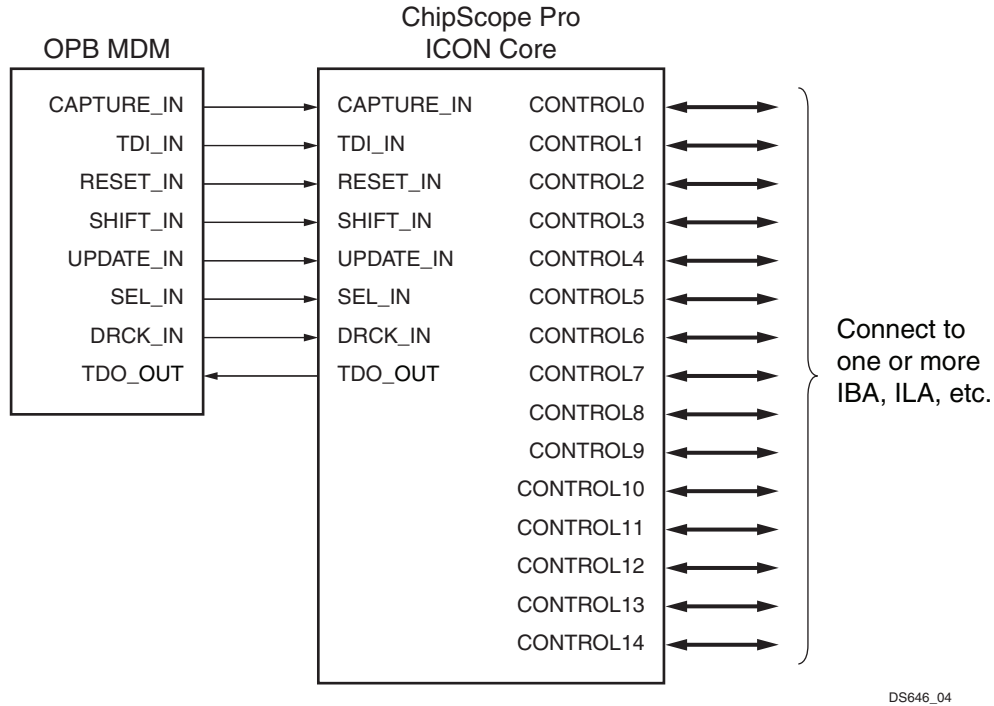 ChipScope Pro
ICON Core
OPB MDM
CAPTURE_IN
TDI_IN
RESET_IN
SHIFT_IN
UPDATE_IN
SEL_IN
DRCK_IN
TDO_OUT
CAPTURE_IN
TDI_IN
RESET_IN
SHIFT_IN
UPDATE_IN
SEL_IN
DRCK_IN
TDO_OUT
CONTROL0
CONTROL1
CONTROL2
CONTROL3
CONTROL4
CONTROL5
CONTROL6
CONTROL7
CONTROL8
CONTROL9
CONTROL10
CONTROL11
CONTROL12
CONTROL13
CONTROL14
Connect to
one or more
IBA, ILA, etc.
DS646_04